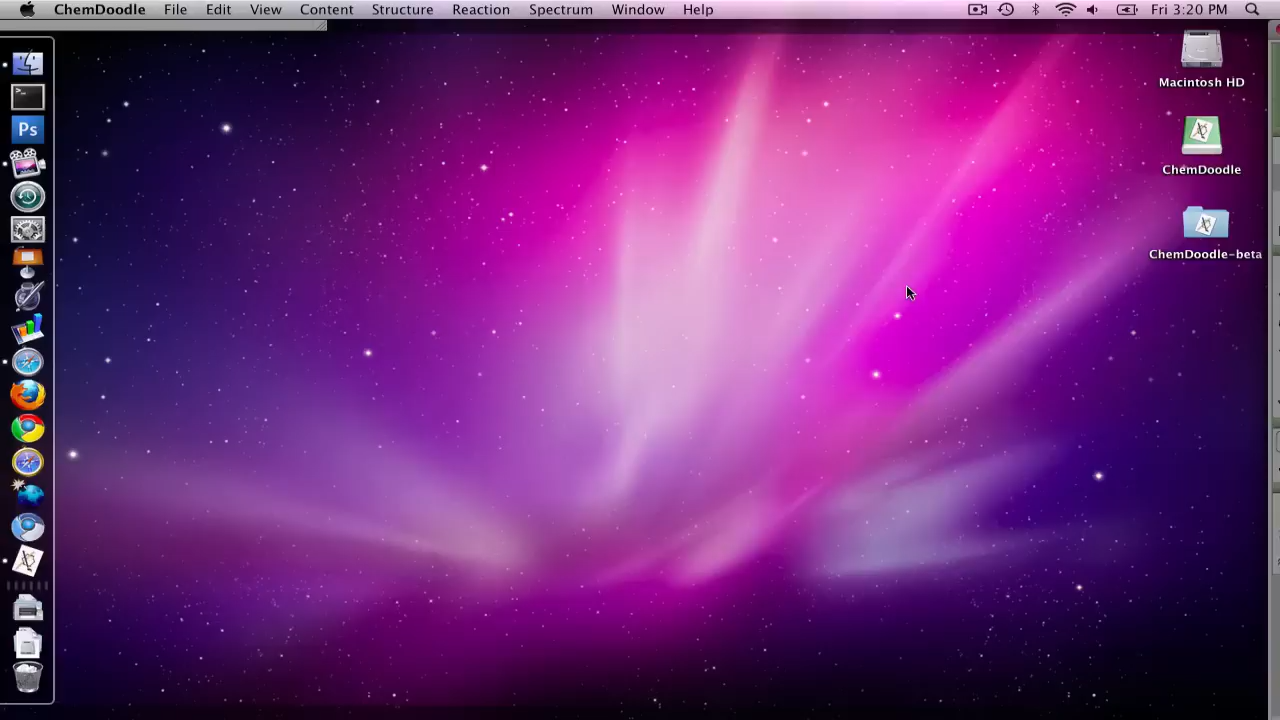 ChemDoodle File Edit View Content Structure Reaction Spectrum Window Help Fri 3:20 PM
Macintosh HD
Ps
ChemDoodle
ChemDoodle-beta